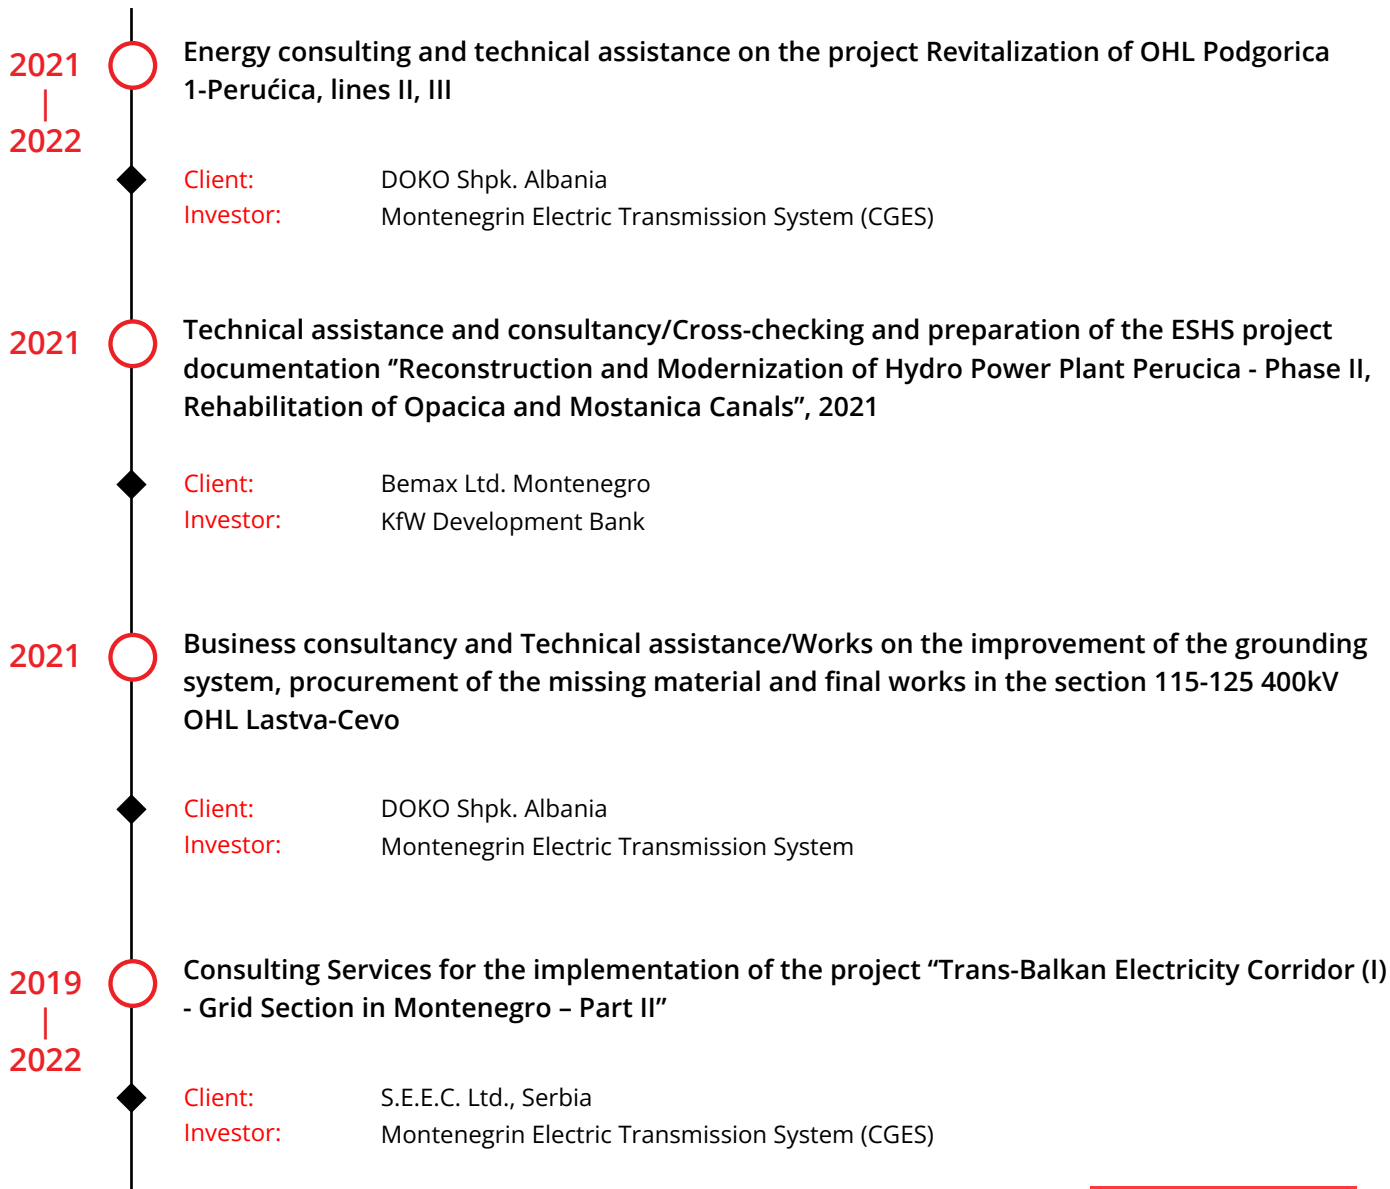 2021
|
2022
Energy consulting and technical assistance on the project Revitalization of OHL Podgorica
1-Perućica, lines II, III
Client: DOKO Shpk. Albania
Investor: Montenegrin Electric Transmission System (CGES)
2021
Technical assistance and consultancy/Cross-checking and preparation of the ESHS project
documentation ‘’Reconstruction and Modernization of Hydro Power Plant Perucica - Phase II,
Rehabilitation of Opacica and Mostanica Canals’’, 2021
Client: Bemax Ltd. Montenegro
Investor: KfW Development Bank
2021
Business consultancy and Technical assistance/Works on the improvement of the grounding
system, procurement of the missing material and final works in the section 115-125 400kV
OHL Lastva-Cevo
Client: DOKO Shpk. Albania
Investor: Montenegrin Electric Transmission System
2019
|
2022
Consulting Services for the implementation of the project “Trans-Balkan Electricity Corridor (I)
- Grid Section in Montenegro – Part II”
Client: S.E.E.C. Ltd., Serbia
Investor: Montenegrin Electric Transmission System (CGES)